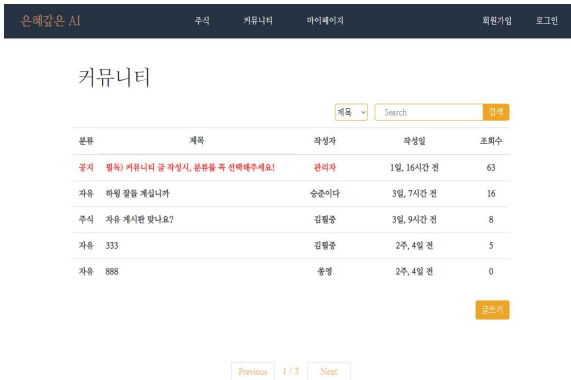 은혜갚은 AI 주식 커뮤니티 마이페이지 회원가입 로그인
커뮤니티
제목 Search 검색
분류 제목 작성자 작성일 조회수
공지 필독) 커뮤니티 글 작성시, 분류를 꼭 선택해주세요! 관리자 1일, 16시간 전 63
자유 하윙 잘들 계십니까 승준이다 3일, 7시간 전 16
주식 자유 게시판 맞나요? 김필중 3일, 9시간 전 8
자유 333 김필중 2주, 4일 전 5
자유 888 2주, 4일 전 0
글쓰기
Previous 1 / 3 Next